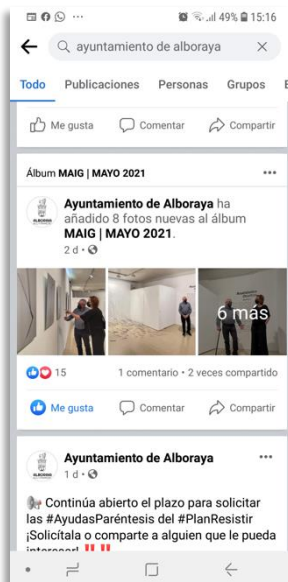 49% 15:16
ayuntamiento de alboraya
Todo Publicaciones Personas Grupos E
Me gusta Comentar Compartir
Álbum MAIG | MAYO 2021
Ayuntamiento de Alboraya ha
añadido 8 fotos nuevas al álbum
MAIG | MAYO 2021.
2 d
6 más
15 1 comentario • 2 veces compartido
Me gusta Comentar Compartir
Ayuntamiento de Alboraya
1 d
Continúa abierto el plazo para solicitar
las #AyudasParéntesis del #PlanResistir
¡Solicítala o comparte a alguien que le pueda
interesar! ‼️ ‼️